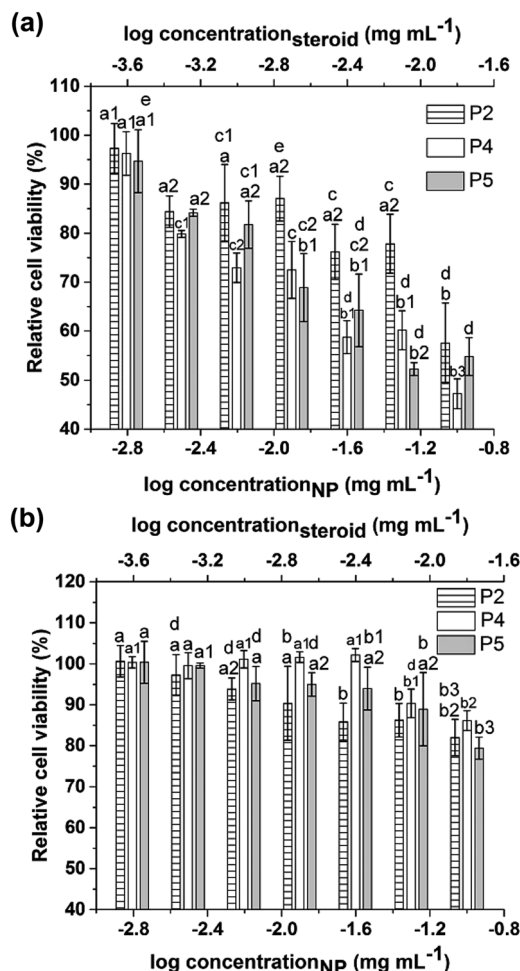 (a)
log concentration_steroid (mg mL⁻¹)
-3.6 -3.2 -2.8 -2.4 -2.0 -1.6
Relative cell viability (%)
110
100
90
80
70
60
50
40
P2
P4
P5
a1 a1 a1 e
a2 c1 a2
c1 a c2 c1 a2
e a2 c c2 b1
c a2 d b1 d c2 b1
c a2 d b1 d b2
d b b3 d
-2.8 -2.4 -2.0 -1.6 -1.2 -0.8
log concentration_NP (mg mL⁻¹)
(b)
log concentration_steroid (mg mL⁻¹)
-3.6 -3.2 -2.8 -2.4 -2.0 -1.6
Relative cell viability (%)
120
110
100
90
80
70
60
50
40
P2
P4
P5
a a1 a
d a a1 a1
d a2 a1 d a
b a a1 d a2
b a1 b1 a2
b d b1 b a2
b3 b2 b2 b3
-2.8 -2.4 -2.0 -1.6 -1.2 -0.8
log concentration_NP (mg mL⁻¹)